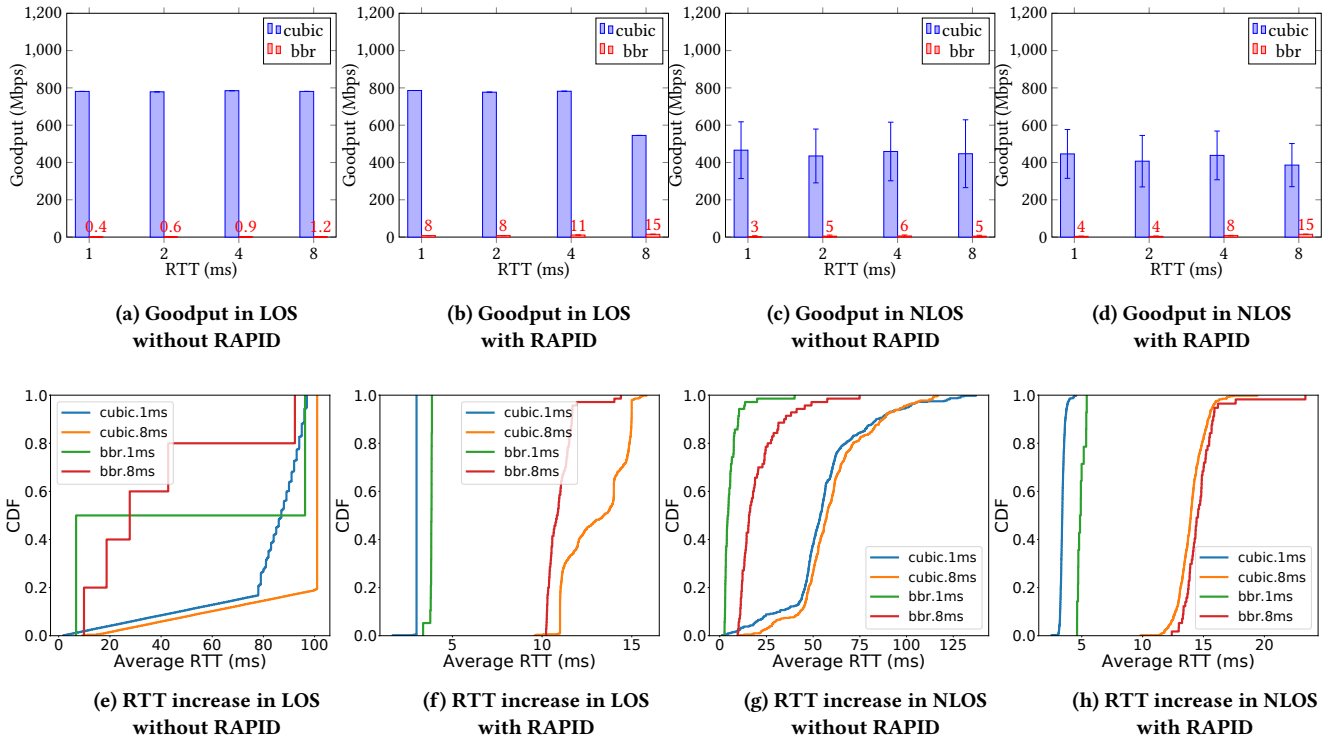 1,200
1,000
800
600
400
200
0
Goodput (Mbps)
cubic
bbr
0.4
0.6
0.9
1.2
1
2
4
8
RTT (ms)
(a) Goodput in LOS
without RAPID
1,200
1,000
800
600
400
200
0
Goodput (Mbps)
cubic
bbr
8
8
11
15
1
2
4
8
RTT (ms)
(b) Goodput in LOS
with RAPID
1,200
1,000
800
600
400
200
0
Goodput (Mbps)
cubic
bbr
3
5
6
5
1
2
4
8
RTT (ms)
(c) Goodput in NLOS
without RAPID
1,200
1,000
800
600
400
200
0
Goodput (Mbps)
cubic
bbr
4
4
8
15
1
2
4
8
RTT (ms)
(d) Goodput in NLOS
with RAPID
1.0
0.8
0.6
0.4
0.2
0.0
CDF
cubic.1ms
cubic.8ms
bbr.1ms
bbr.8ms
0
20
40
60
80
100
Average RTT (ms)
(e) RTT increase in LOS
without RAPID
1.0
0.8
0.6
0.4
0.2
0.0
CDF
cubic.1ms
cubic.8ms
bbr.1ms
bbr.8ms
5
10
15
Average RTT (ms)
(f) RTT increase in LOS
with RAPID
1.0
0.8
0.6
0.4
0.2
0.0
CDF
cubic.1ms
cubic.8ms
bbr.1ms
bbr.8ms
0
25
50
75
100
125
Average RTT (ms)
(g) RTT increase in NLOS
without RAPID
1.0
0.8
0.6
0.4
0.2
0.0
CDF
cubic.1ms
cubic.8ms
bbr.1ms
bbr.8ms
5
10
15
20
Average RTT (ms)
(h) RTT increase in NLOS
with RAPID